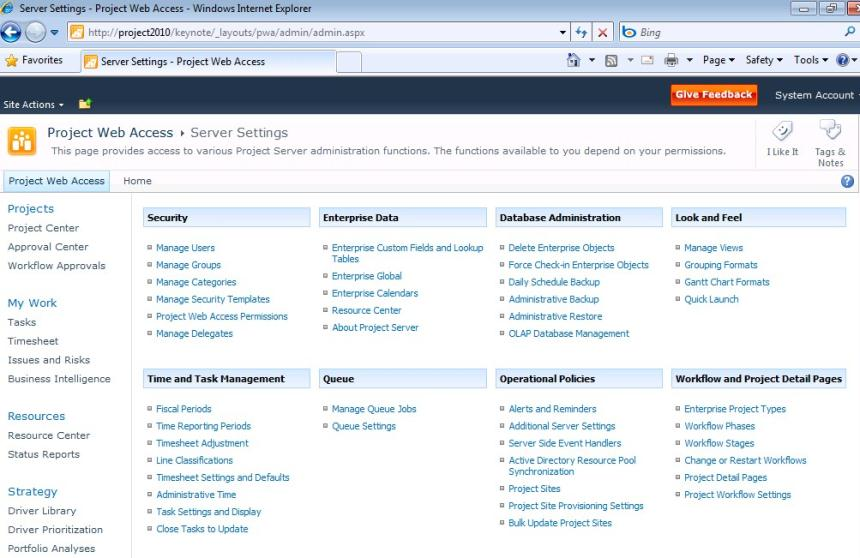 Server Settings - Project Web Access - Windows Internet Explorer
http://project2010/keynote/_layouts/pwa/admin/admin.aspx
Bing
Favorites
Server Settings - Project Web Access
Page
Safety
Tools
Site Actions
Give Feedback
System Account
Project Web Access
Server Settings
This page provides access to various Project Server administration functions. The functions available to you depend on your permissions.
I Like It
Tags &
Notes
Project Web Access
Home
Projects
Project Center
Approval Center
Workflow Approvals
My Work
Tasks
Timesheet
Issues and Risks
Business Intelligence
Resources
Resource Center
Status Reports
Strategy
Driver Library
Driver Prioritization
Portfolio Analyses
Security
Manage Users
Manage Groups
Manage Categories
Manage Security Templates
Project Web Access Permissions
Manage Delegates
Enterprise Data
Enterprise Custom Fields and Lookup
Tables
Enterprise Global
Enterprise Calendars
Resource Center
About Project Server
Database Administration
Delete Enterprise Objects
Force Check-in Enterprise Objects
Daily Schedule Backup
Administrative Backup
Administrative Restore
OLAP Database Management
Look and Feel
Manage Views
Grouping Formats
Gantt Chart Formats
Quick Launch
Time and Task Management
Fiscal Periods
Time Reporting Periods
Timesheet Adjustment
Line Classifications
Timesheet Settings and Defaults
Administrative Time
Task Settings and Display
Close Tasks to Update
Queue
Manage Queue Jobs
Queue Settings
Operational Policies
Alerts and Reminders
Additional Server Settings
Server Side Event Handlers
Active Directory Resource Pool
Synchronization
Project Sites
Project Site Provisioning Settings
Bulk Update Project Sites
Workflow and Project Detail Pages
Enterprise Project Types
Workflow Phases
Workflow Stages
Change or Restart Workflows
Project Detail Pages
Project Workflow Settings